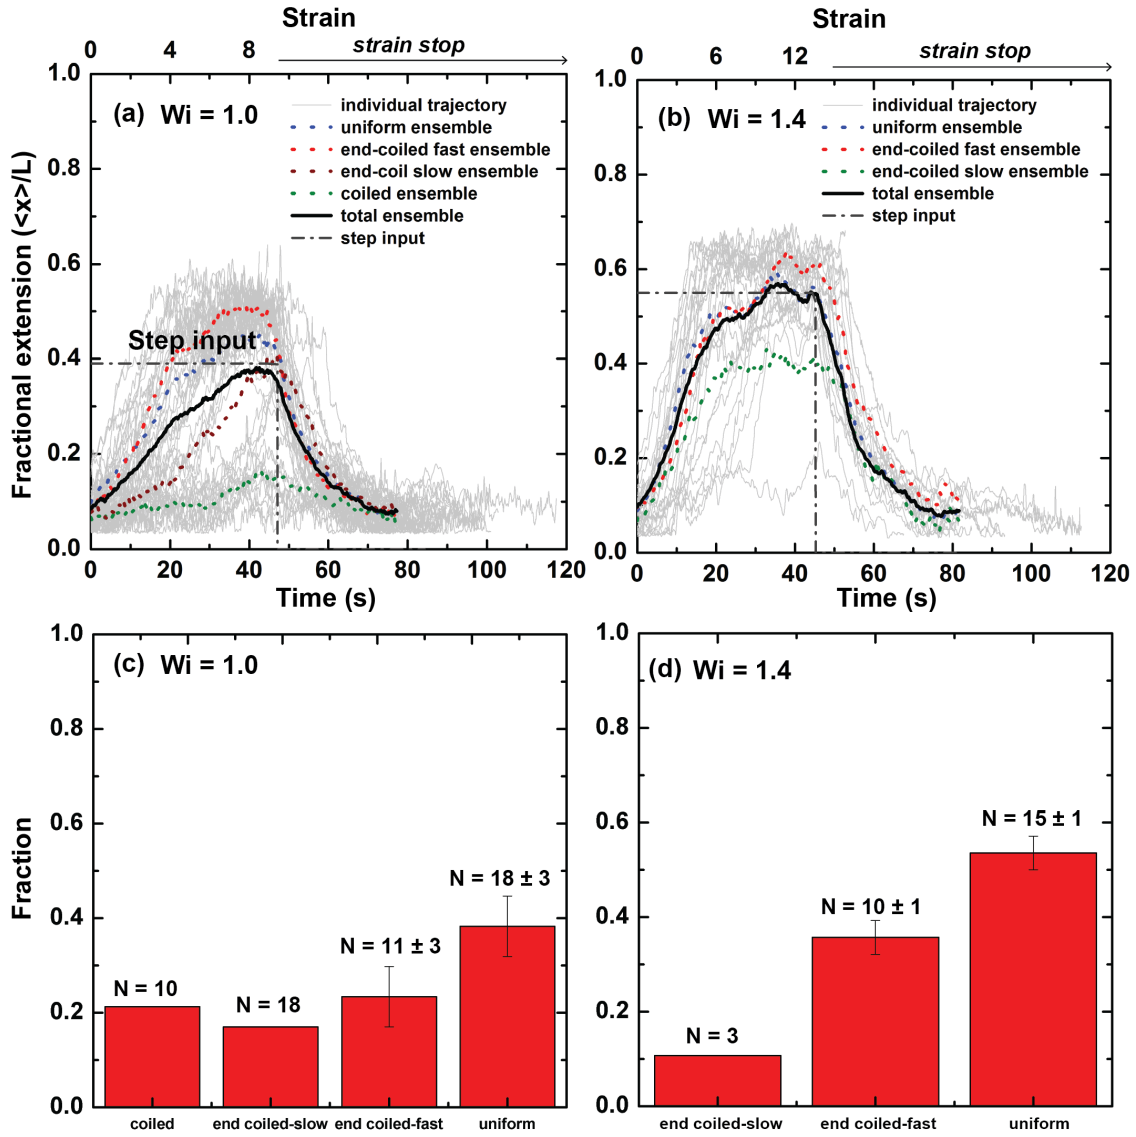 Strain
0 4 8 strain stop
1.0
(a) Wi = 1.0
individual trajectory
uniform ensemble
end-coiled fast ensemble
end-coil slow ensemble
coiled ensemble
total ensemble
step input
Step input
0.8
0.6
0.4
0.2
0.0
Fractional extension (<x>/L)
0 20 40 60 80 100 120
Time (s)
Strain
0 6 12 strain stop
1.0
(b) Wi = 1.4
individual trajectory
uniform ensemble
end-coiled fast ensemble
end-coiled slow ensemble
total ensemble
step input
0.8
0.6
0.4
0.2
0.0
0 20 40 60 80 100 120
Time (s)
1.0
(c) Wi = 1.0
0.8
0.6
0.4
0.2
0.0
Fraction
N = 10
N = 18
N = 11 ± 3
N = 18 ± 3
coiled end coiled-slow end coiled-fast uniform
1.0
(d) Wi = 1.4
0.8
0.6
0.4
0.2
0.0
N = 3
N = 10 ± 1
N = 15 ± 1
end coiled-slow end coiled-fast uniform